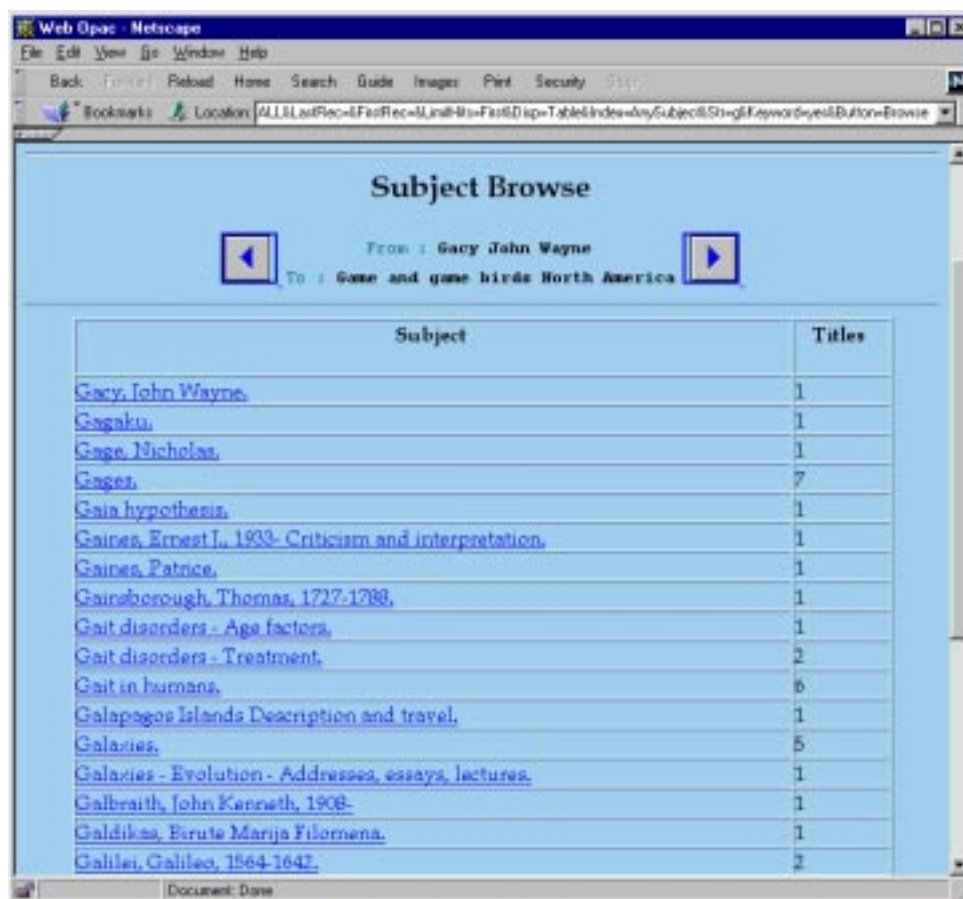 Web Opac - Netscape
File Edit View Go Window Help
Back Forward Reload Home Search Guide Images Print Security Stop
Bookmarks Location: ALL&LastRec=&FirstRec=&LimitHits=First&Disp=Table&Index=AnySubject&Sts=g&Keyword=yes&Button=Browse
Subject Browse
From : Gacy John Wayne
To : Game and game birds North America
Subject Titles
Gacy, John Wayne. 1
Gagaku. 1
Gage, Nicholas. 1
Gages. 7
Gaia hypothesis. 1
Gaines, Ernest J., 1933- Criticism and interpretation. 1
Gaines, Patrice. 1
Gainsborough, Thomas, 1727-1788. 1
Gait disorders - Age factors. 1
Gait disorders - Treatment. 2
Gait in humans. 6
Galapagos Islands Description and travel. 1
Galaxies. 5
Galaxies - Evolution - Addresses, essays, lectures. 1
Galbraith, John Kenneth, 1908- 1
Galdikas, Birute Marija Filomena. 1
Galilei, Galileo, 1564-1642. 2
Document: Done